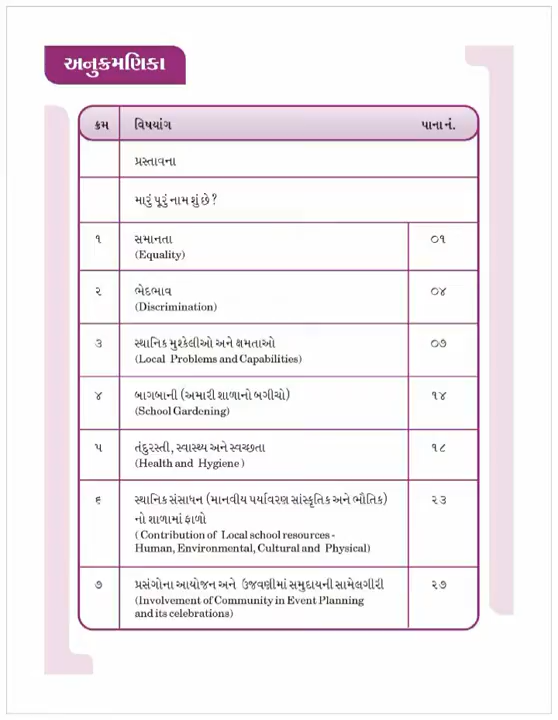 અનુક્રમણિકા
ક્રમ વિષયાંગ પાના નં.
પ્રસ્તાવના
મારું પૂરું નામ શું છે?
૧ સમાનતા ૦૧
(Equality)
૨ ભેદભાવ ૦૪
(Discrimination)
૩ સ્થાનિક મુશ્કેલીઓ અને ક્ષમતાઓ ૦૭
(Local Problems and Capabilities)
૪ બાગબાની (અમારી શાળાનો બગીચો) ૧૪
(School Gardening)
૫ તંદુરસ્તી, સ્વાસ્થ્ય અને સ્વચ્છતા ૧૮
(Health and Hygiene)
૬ સ્થાનિક સંસાધન (માનવીય પર્યાવરણ સાંસ્કૃતિક અને ભૌતિક) ૨૩
નો શાળામાં ફાળો
( Contribution of Local school resources -
Human, Environmental, Cultural and Physical)
૭ પ્રસંગોના આયોજન અને ઉજવણીમાં સમુદાયની સામેલગીરી ૨૭
(Involvement of Community in Event Planning
and its celebrations)